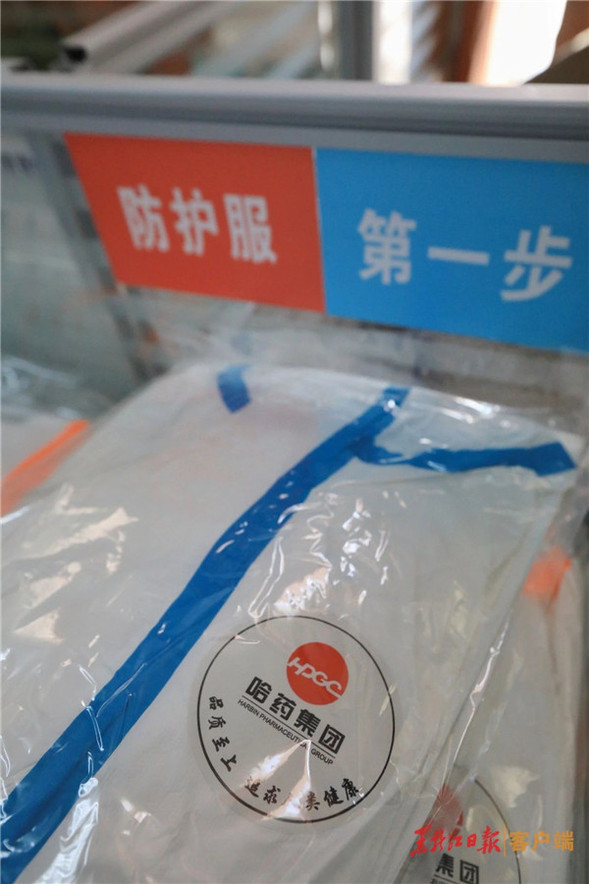 防护服
第一步
HPGC
哈药集团
HARBIN PHARMACEUTICAL GROUP
品质至上 追求 类健康
集团
黑龙江日报 客户端